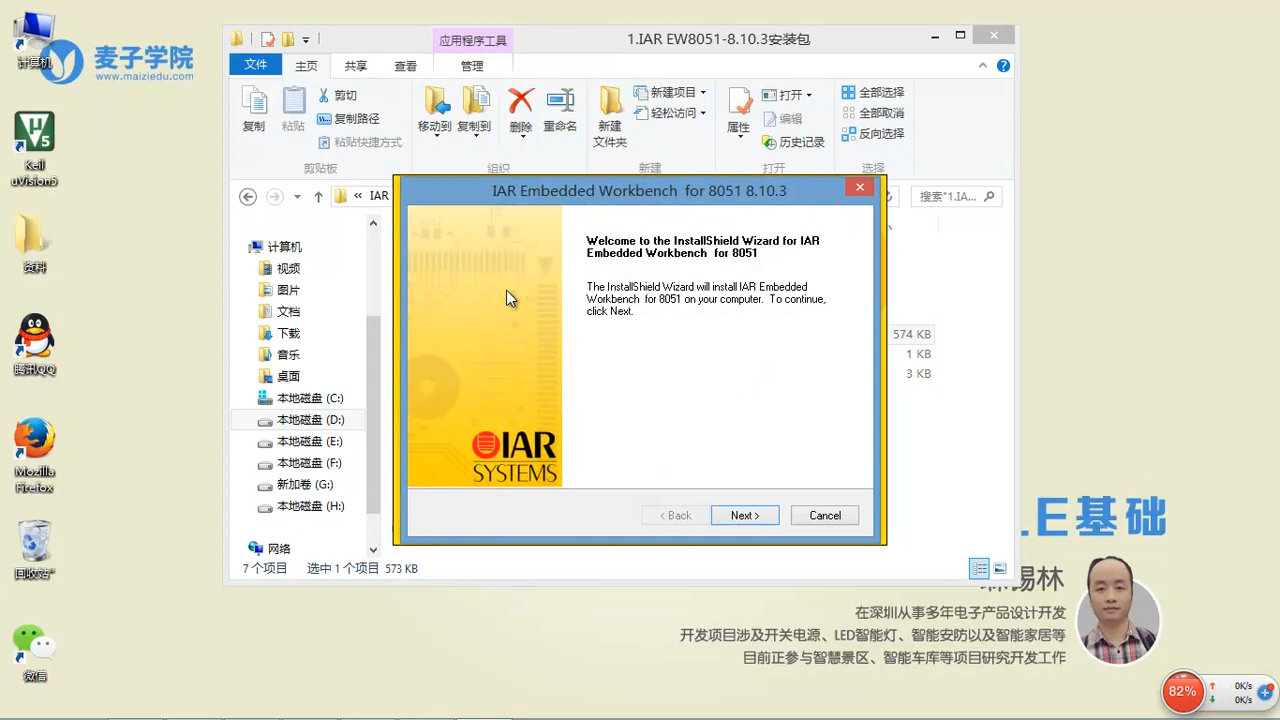 计算机
麦子学院
www.maiziedu.com
Keil
uVision5
资料
腾讯QQ
Mozilla
Firefox
回收站
微信
应用程序工具
1.IAR EW8051-8.10.3安装包
文件
主页
共享
查看
管理
复制
粘贴
剪切
复制路径
粘贴快捷方式
剪贴板
移动到
复制到
删除
重命名
组织
新建
文件夹
新建项目
轻松访问
新建
属性
打开
编辑
历史记录
打开
全部选择
全部取消
反向选择
选择
« IAR
搜索"1.IA...
计算机
视频
图片
文档
下载
音乐
桌面
本地磁盘 (C:)
本地磁盘 (D:)
本地磁盘 (E:)
本地磁盘 (F:)
新加卷 (G:)
本地磁盘 (H:)
网络
574 KB
1 KB
3 KB
7 个项目
选中 1 个项目 573 KB
IAR Embedded Workbench for 8051 8.10.3
Welcome to the InstallShield Wizard for IAR
Embedded Workbench for 8051
The InstallShield Wizard will install IAR Embedded
Workbench for 8051 on your computer. To continue,
click Next.
IAR
SYSTEMS
< Back
Next >
Cancel
LE基础
锡林
在深圳从事多年电子产品设计开发
开发项目涉及开关电源、LED智能灯、智能安防以及智能家居等
目前正参与智慧景区、智能车库等项目研究开发工作
82%
0K/s
0K/s